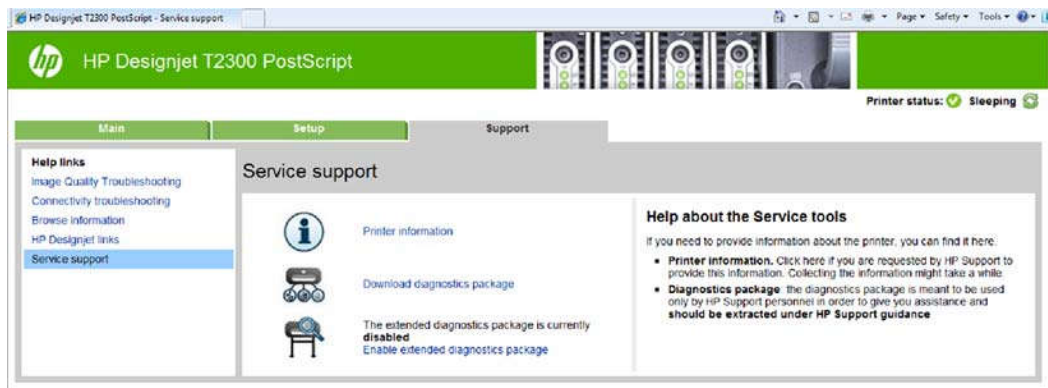 HP Designjet T2300 PostScript - Service support
Page Safety Tools
hp HP Designjet T2300 PostScript
Printer status: Sleeping
Main Setup Support
Help links
Image Quality Troubleshooting
Connectivity troubleshooting
Browse information
HP Designjet links
Service support
Service support
Printer information
Download diagnostics package
The extended diagnostics package is currently
disabled
Enable extended diagnostics package
Help about the Service tools
If you need to provide information about the printer, you can find it here.
Printer information. Click here if you are requested by HP Support to
provide this information. Collecting the information might take a while.
Diagnostics package: the diagnostics package is meant to be used
only by HP Support personnel in order to give you assistance and
should be extracted under HP Support guidance